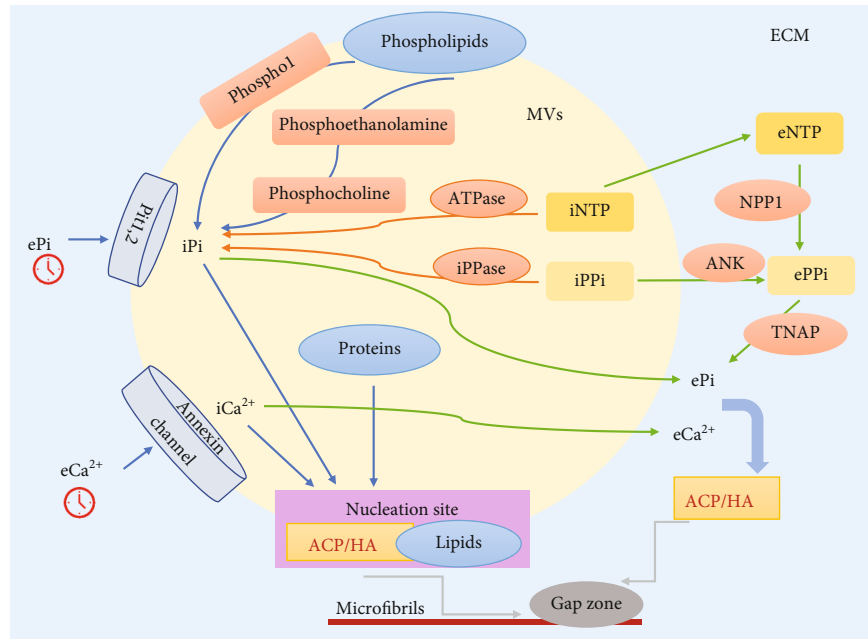 ECM
Phospholipids
Phospho1
MVs
Phosphoethanolamine
eNTP
Phosphocholine
ATPase
iNTP
NPP1
Pit1,2
ePi
iPi
iPPase
iPPi
ANK
ePPi
TNAP
Proteins
ePi
iCa²⁺
eCa²⁺
Annexin
channel
eCa²⁺
Nucleation site
ACP/HA
Lipids
ACP/HA
Microfibrils
Gap zone